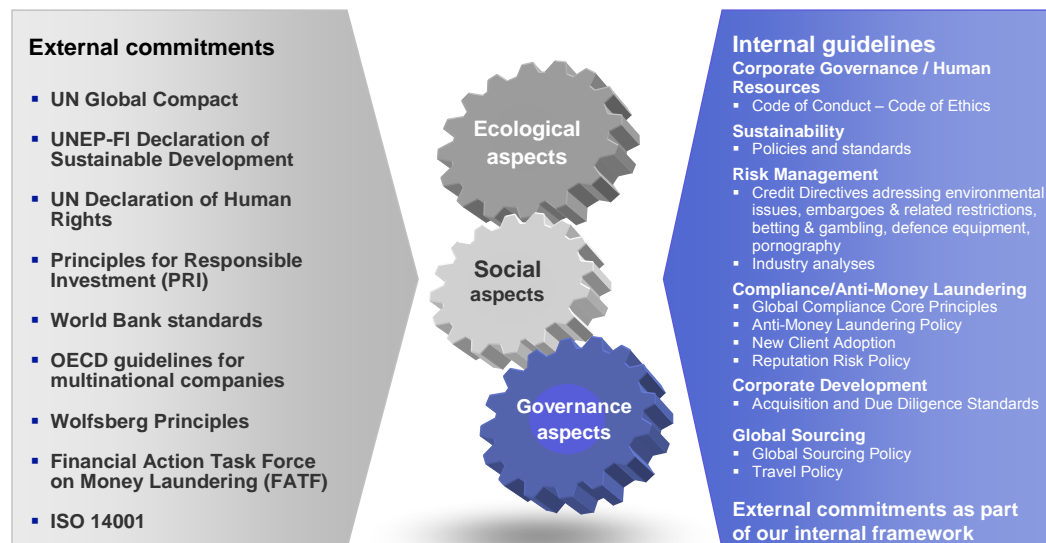 External commitments
▪ UN Global Compact
▪ UNEP-FI Declaration of
Sustainable Development
▪ UN Declaration of Human
Rights
▪ Principles for Responsible
Investment (PRI)
▪ World Bank standards
▪ OECD guidelines for
multinational companies
▪ Wolfsberg Principles
▪ Financial Action Task Force
on Money Laundering (FATF)
▪ ISO 14001
Ecological
aspects
Social
aspects
Governance
aspects
Internal guidelines
Corporate Governance / Human
Resources
▪ Code of Conduct – Code of Ethics
Sustainability
▪ Policies and standards
Risk Management
▪ Credit Directives adressing environmental
issues, embargoes & related restrictions,
betting & gambling, defence equipment,
pornography
▪ Industry analyses
Compliance/Anti-Money Laundering
▪ Global Compliance Core Principles
▪ Anti-Money Laundering Policy
▪ New Client Adoption
▪ Reputation Risk Policy
Corporate Development
▪ Acquisition and Due Diligence Standards
Global Sourcing
▪ Global Sourcing Policy
▪ Travel Policy
External commitments as part
of our internal framework